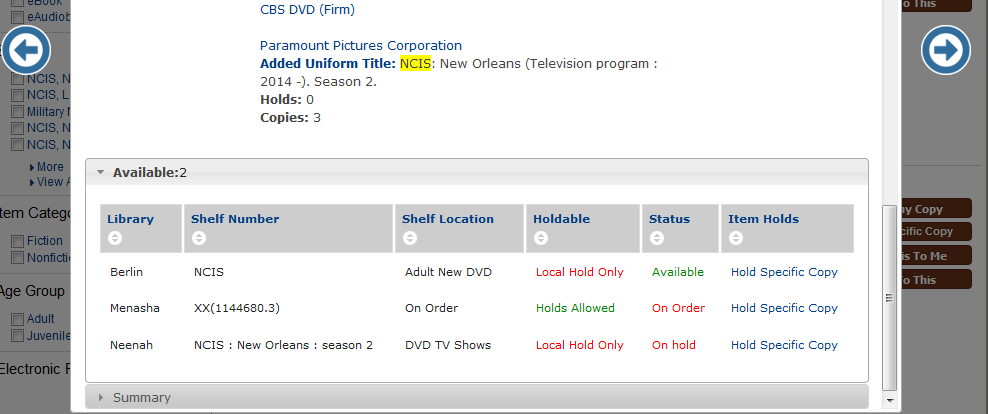 eBook
eAudiob
CBS DVD (Firm)
o This
Paramount Pictures Corporation
Added Uniform Title: NCIS: New Orleans (Television program :
2014 -). Season 2.
Holds: 0
Copies: 3
NCIS, N
NCIS, L
Military N
NCIS, N
NCIS, N
More
View A
Available:2
Library Shelf Number Shelf Location Holdable Status Item Holds
Berlin NCIS Adult New DVD Local Hold Only Available Hold Specific Copy
Menasha XX(1144680.3) On Order Holds Allowed On Order Hold Specific Copy
Neenah NCIS : New Orleans : season 2 DVD TV Shows Local Hold Only On hold Hold Specific Copy
Summary
tem Categ
Fiction
Nonfictio
Age Group
Adult
Juvenile
Electronic F
ny Copy
cific Copy
is To Me
o This